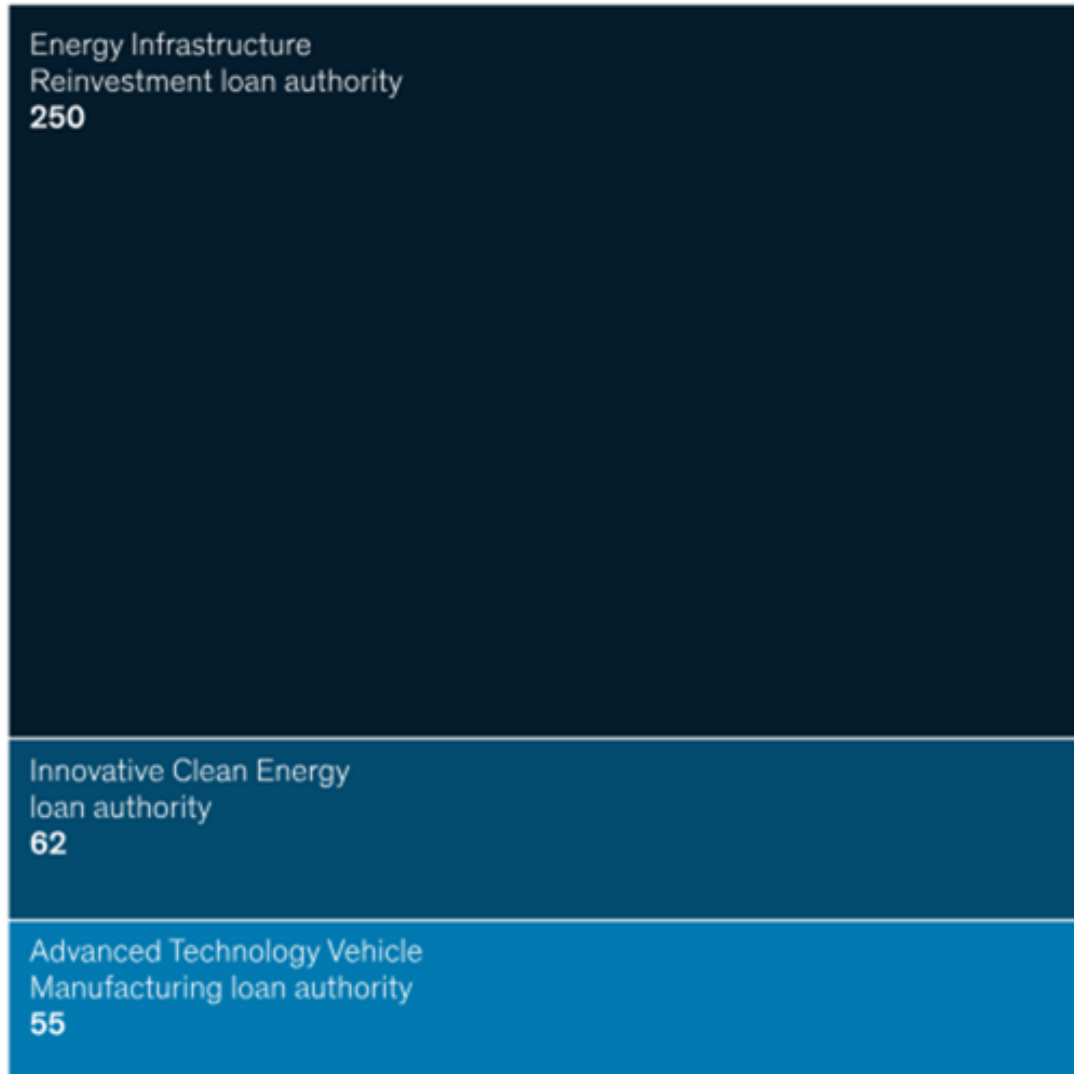 Energy Infrastructure
Reinvestment loan authority
250
Innovative Clean Energy
loan authority
62
Advanced Technology Vehicle
Manufacturing loan authority
55